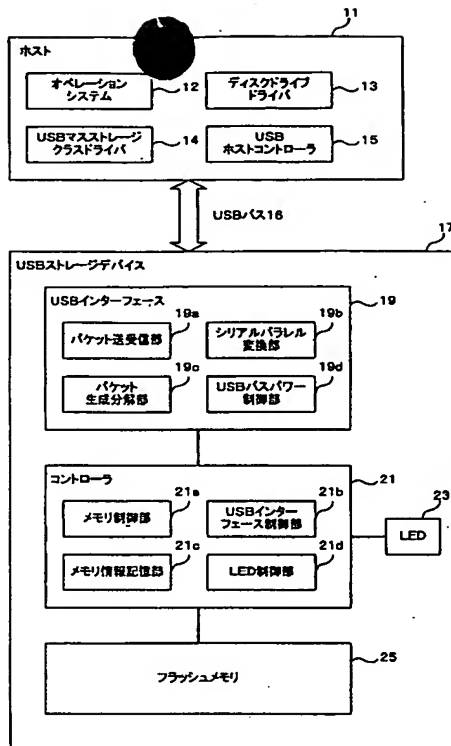 11
ホスト
オペレーション
システム
12
ディスクドライブ
ドライバ
13
USBマスストレージ
クラスドライバ
14
USB
ホストコントローラ
15
USBバス16
17
USBストレージデバイス
USBインターフェース
19
19a
パケット送受信部
19b
シリアルパラレル
変換部
19c
パケット
生成分解部
19d
USBバスパワー
制御部
コントローラ
21
21a
メモリ制御部
21b
USBインター
フェース制御部
21c
メモリ情報記憶部
21d
LED制御部
23
LED
25
フラッシュメモリ